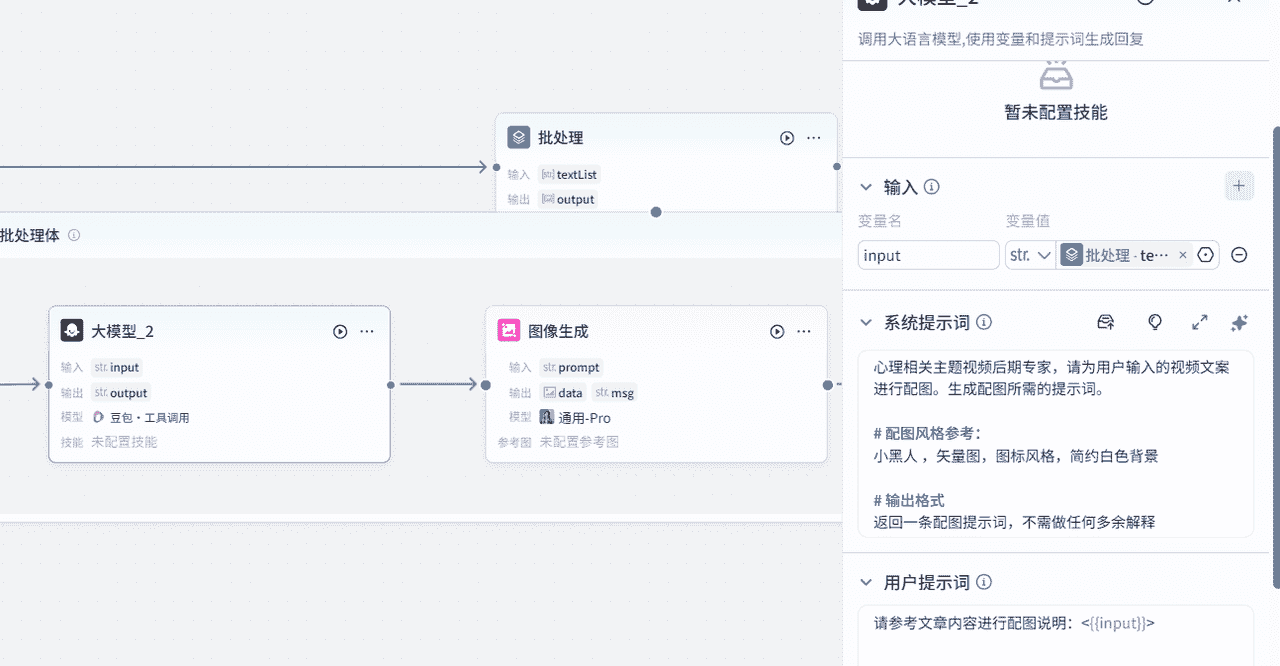 大模型_2
调用大语言模型,使用变量和提示词生成回复
暂未配置技能
批处理
输入 str textList
输出 output
批处理体
大模型_2
输入 str. input
输出 str. output
模型 豆包·工具调用
技能 未配置技能
图像生成
输入 str. prompt
输出 data str. msg
模型 通用-Pro
参考图 未配置参考图
输入
变量名 变量值
input str. 批处理 · te···
系统提示词
心理相关主题视频后期专家，请为用户输入的视频文案
进行配图。生成配图所需的提示词。
# 配图风格参考：
小黑人 ，矢量图，图标风格，简约白色背景
# 输出格式
返回一条配图提示词，不需做任何多余解释
用户提示词
请参考文章内容进行配图说明：<{{input}}>